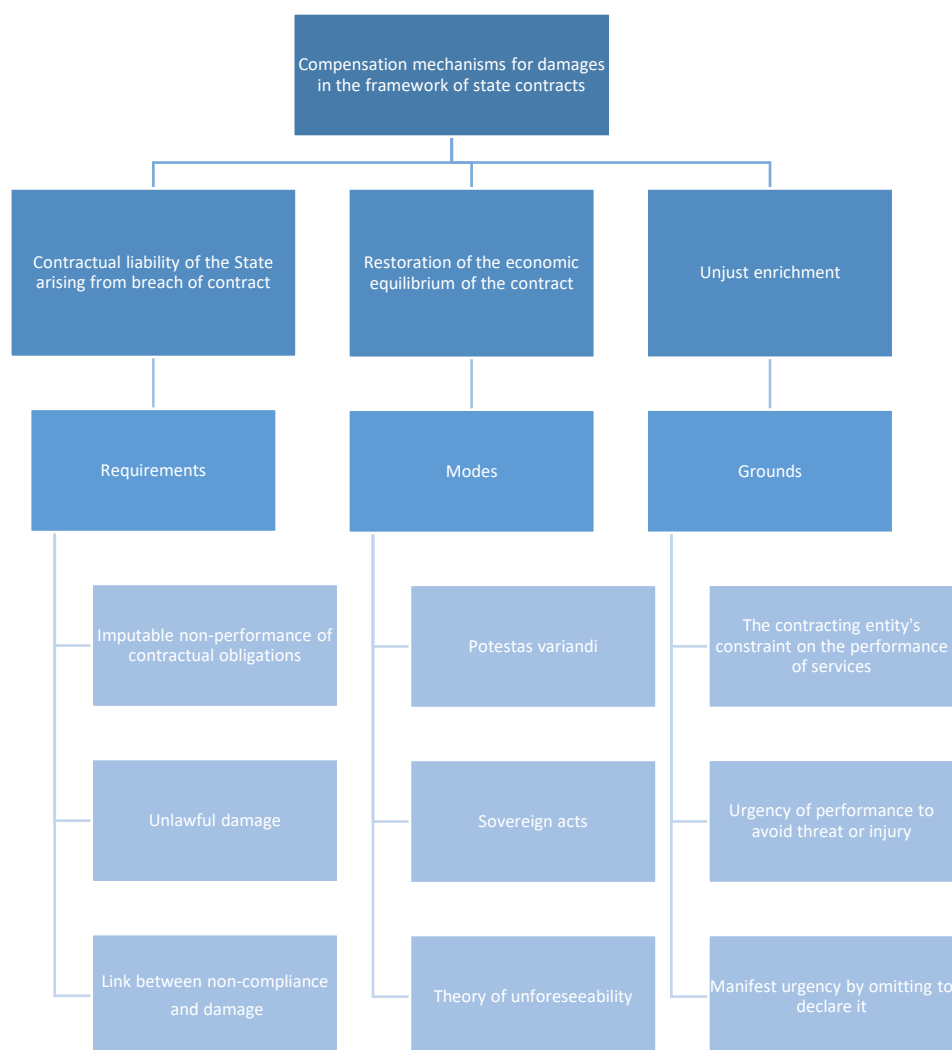 Compensation mechanisms for damages
in the framework of state contracts
Contractual liability of the State
arising from breach of contract
Restoration of the economic
equilibrium of the contract
Unjust enrichment
Requirements
Modes
Grounds
Imputable non-performance of
contractual obligations
Potestas variandi
The contracting entity's
constraint on the performance
of services
Unlawful damage
Sovereign acts
Urgency of performance to
avoid threat or injury
Link between non-compliance
and damage
Theory of unforeseeability
Manifest urgency by omitting to
declare it